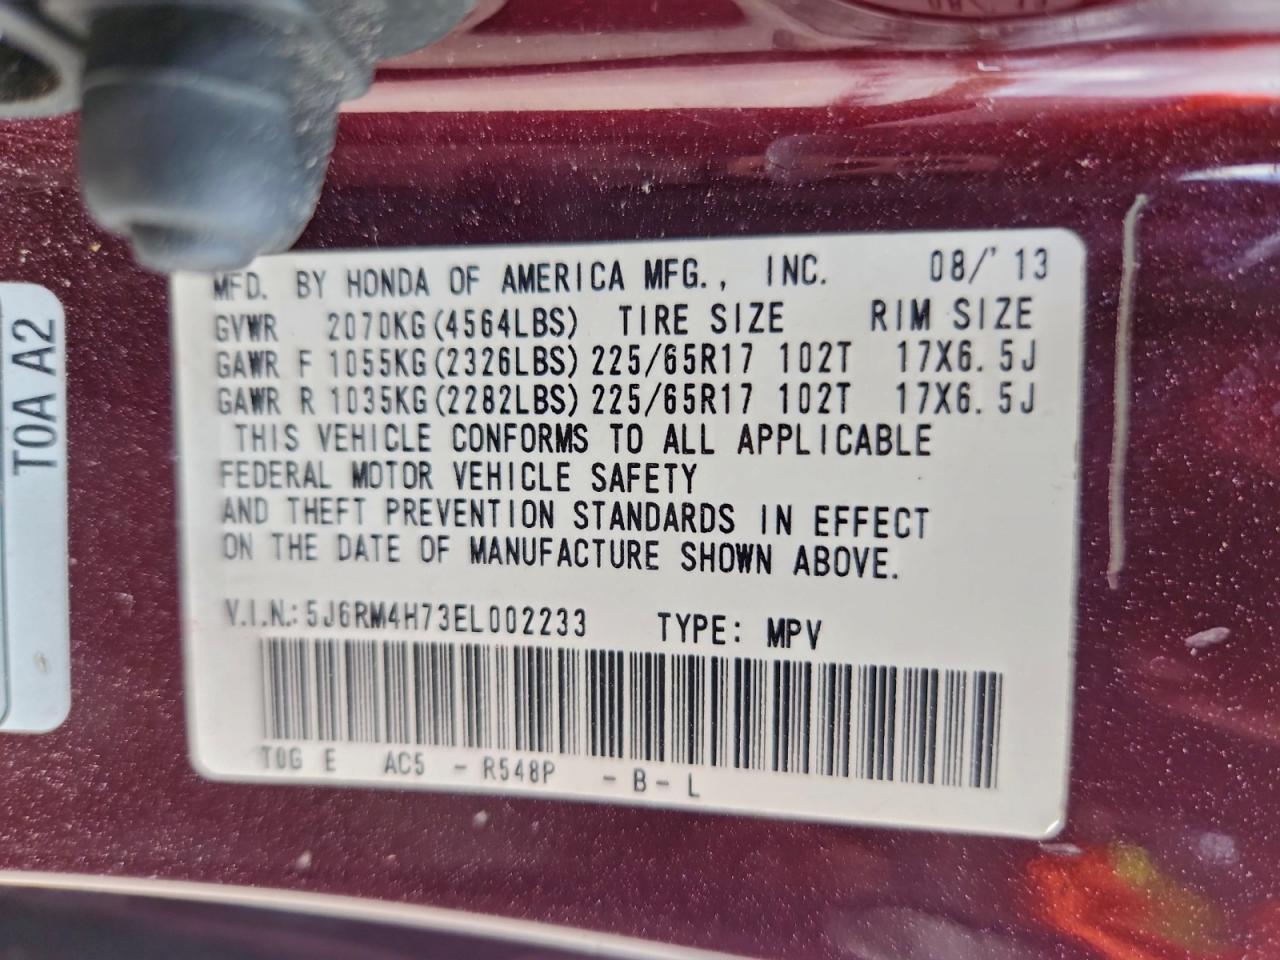 MFD. BY HONDA OF AMERICA MFG., INC. 08/'13
GVWR 2070KG(4564LBS) TIRE SIZE RIM SIZE
GAWR F 1055KG(2326LBS) 225/65R17 102T 17X6.5J
GAWR R 1035KG(2282LBS) 225/65R17 102T 17X6.5J
THIS VEHICLE CONFORMS TO ALL APPLICABLE
FEDERAL MOTOR VEHICLE SAFETY
AND THEFT PREVENTION STANDARDS IN EFFECT
ON THE DATE OF MANUFACTURE SHOWN ABOVE.
V.I.N.: 5J6RM4H73EL002233 TYPE: MPV
T0G E AC5 - R548P - B - L
T0A A2